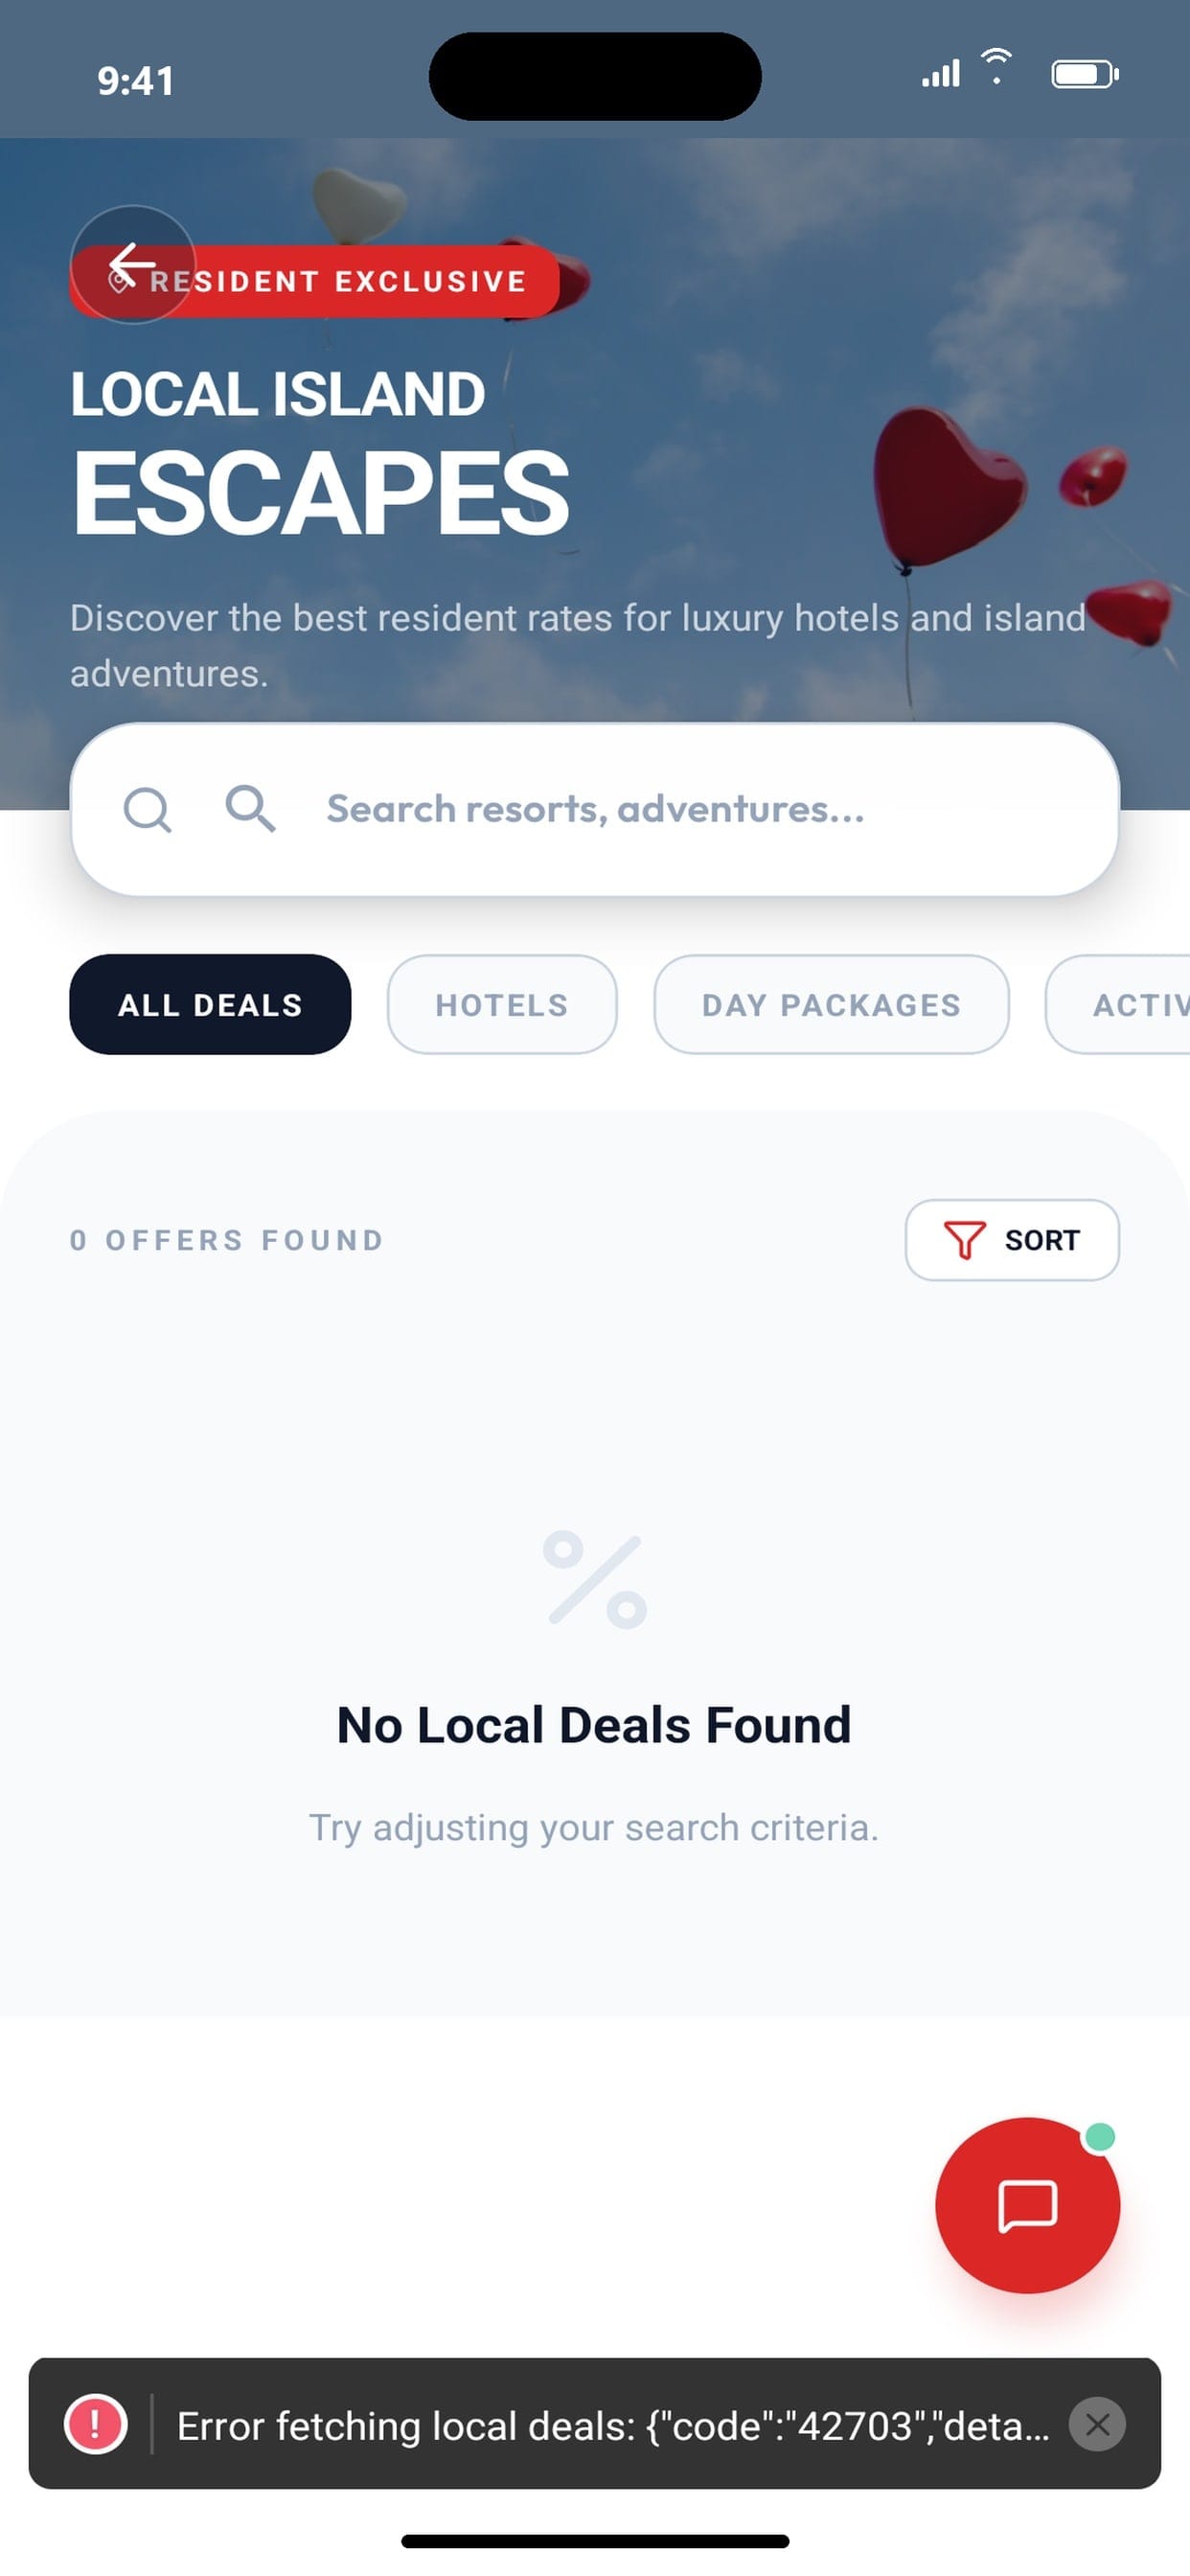 9:41
RESIDENT EXCLUSIVE
LOCAL ISLAND
ESCAPES
Discover the best resident rates for luxury hotels and island
adventures.
Search resorts, adventures...
ALL DEALS HOTELS DAY PACKAGES ACTIV
0 OFFERS FOUND SORT
No Local Deals Found
Try adjusting your search criteria.
! Error fetching local deals: {"code":"42703","deta...